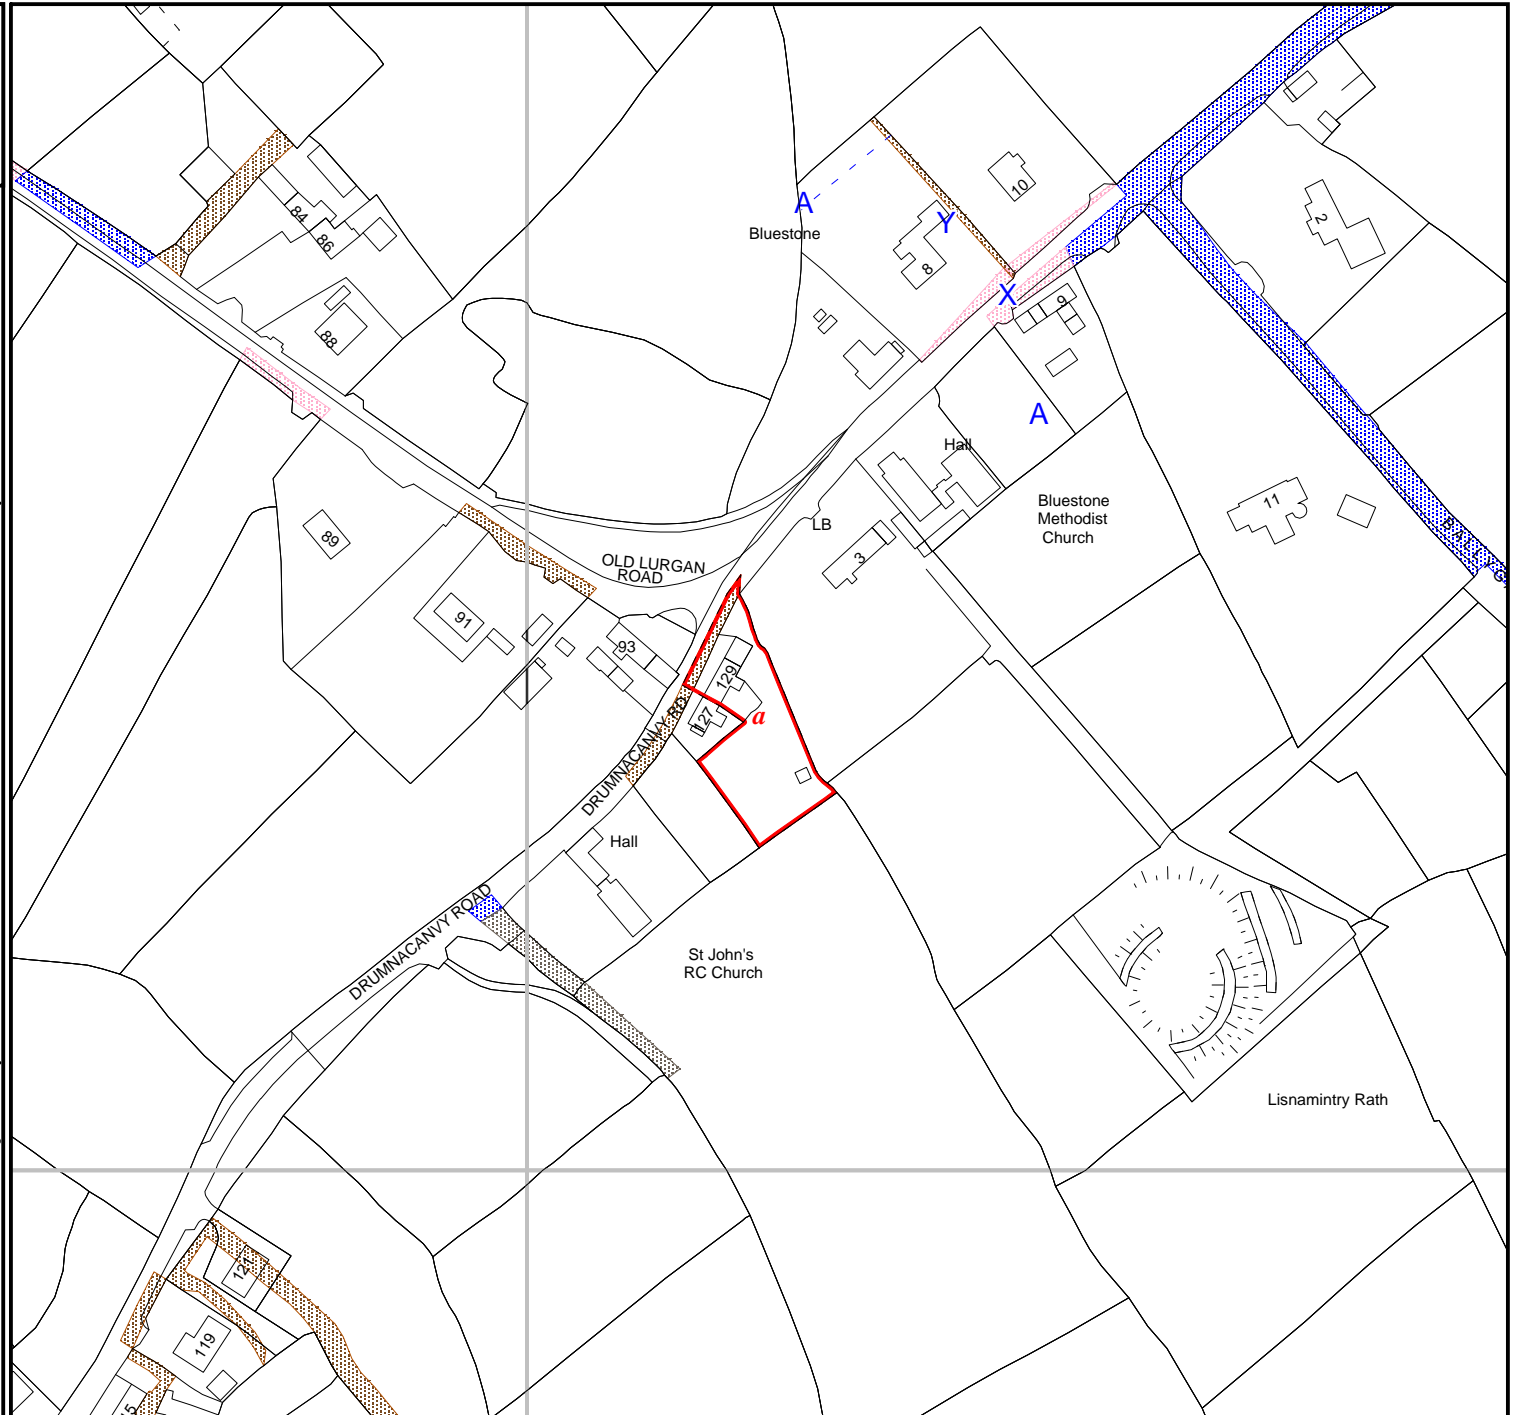 84
86
88
10
2
A
Y
Bluestone
8
X
9
A
Hall
11
Bluestone
Methodist
Church
LB
89
3
OLD LURGAN
ROAD
91
93
129
127
a
DRUMNACANVY RD
Hall
DRUMNACANVY ROAD
St John's
RC Church
Lisnamintry Rath
121
119